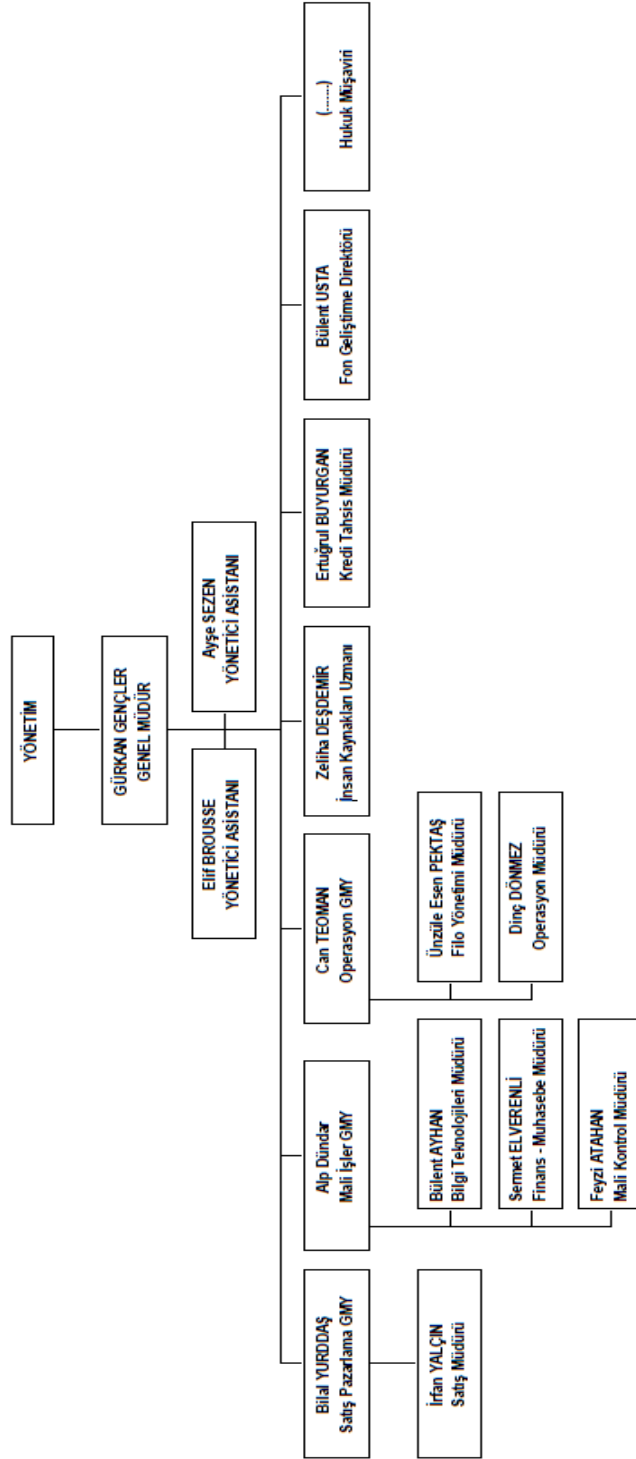 YÖNETİM
GÜRKAN GENÇLER
GENEL MÜDÜR
Elif BROUSSE
YÖNETİCİ ASİSTANI
Ayşe SEZEN
YÖNETİCİ ASİSTANI
Bilal YURDDAŞ
Satış Pazarlama GMY
Alp Dündar
Mali İşler GMY
Can TEOMAN
Operasyon GMY
Zeliha DEŞDEMİR
İnsan Kaynakları Uzmanı
Ertuğrul BUYURGAN
Kredi Tahsis Müdürü
Bülent USTA
Fon Geliştirme Direktörü
(.......)
Hukuk Müşaviri
İrfan YALÇIN
Satış Müdürü
Bülent AYHAN
Bilgi Teknolojileri Müdürü
Sermet ELVERENLİ
Finans - Muhasebe Müdürü
Feyzi ATAHAN
Mali Kontrol Müdürü
Ünzüle Esen PEKTAŞ
Filo Yönetimi Müdürü
Dinç DÖNMEZ
Operasyon Müdürü